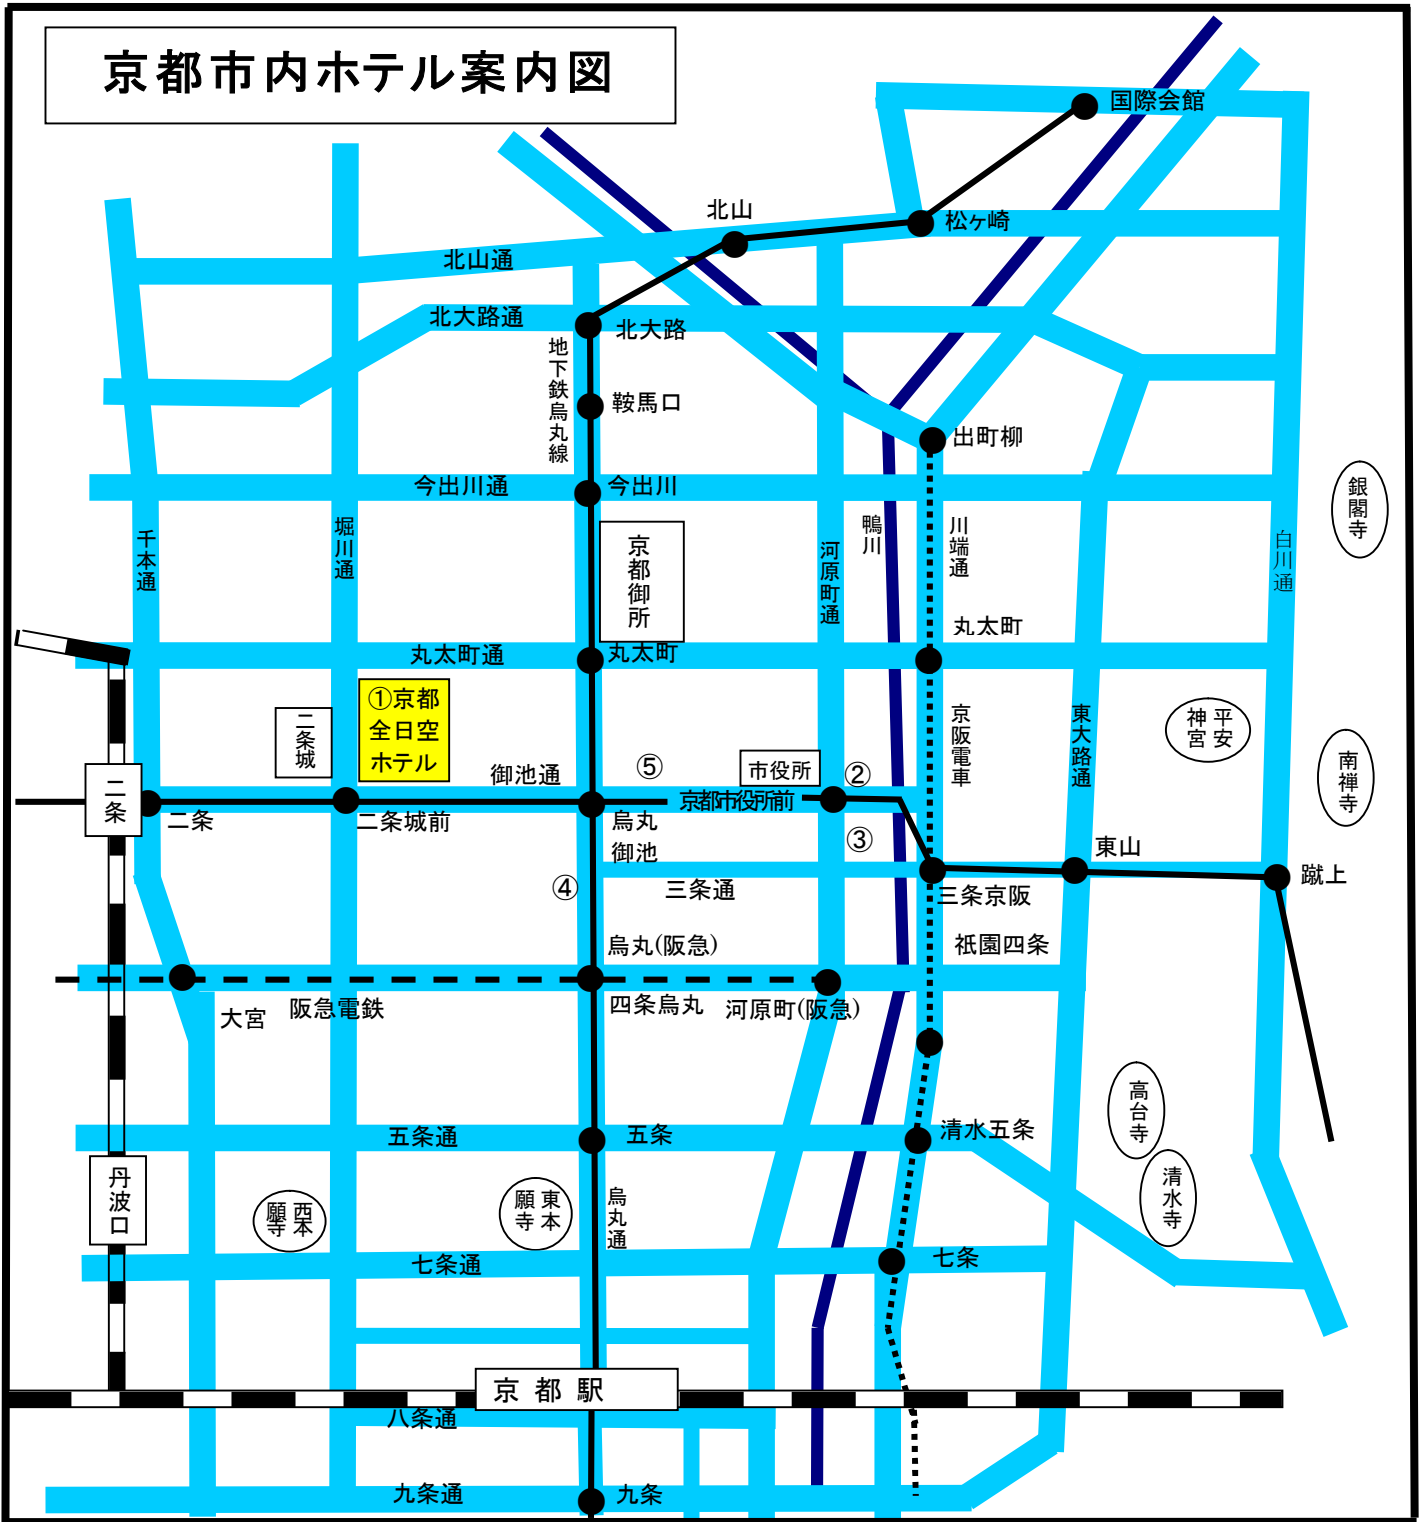 京都市内ホテル案内図
国際会館
北山
松ヶ崎
北山通
北大路通
北大路
地下鉄烏丸線
鞍馬口
出町柳
今出川通
今出川
銀閣寺
千本通
堀川通
京都御所
河原町通
鴨川
川端通
白川通
丸太町通
丸太町
丸太町
二条城
①京都
全日空
ホテル
御池通
⑤
市役所
②
京阪電車
東大路通
平安
神宮
南禅寺
二条
二条
二条城前
烏丸
御池
京都市役所前
③
東山
蹴上
④
三条通
三条京阪
烏丸(阪急)
祇園四条
大宮
阪急電鉄
四条烏丸
河原町(阪急)
高台寺
五条通
五条
清水五条
清水寺
丹波口
西本
願寺
東本
願寺
烏丸通
七条通
七条
京都駅
八条通
九条通
九条